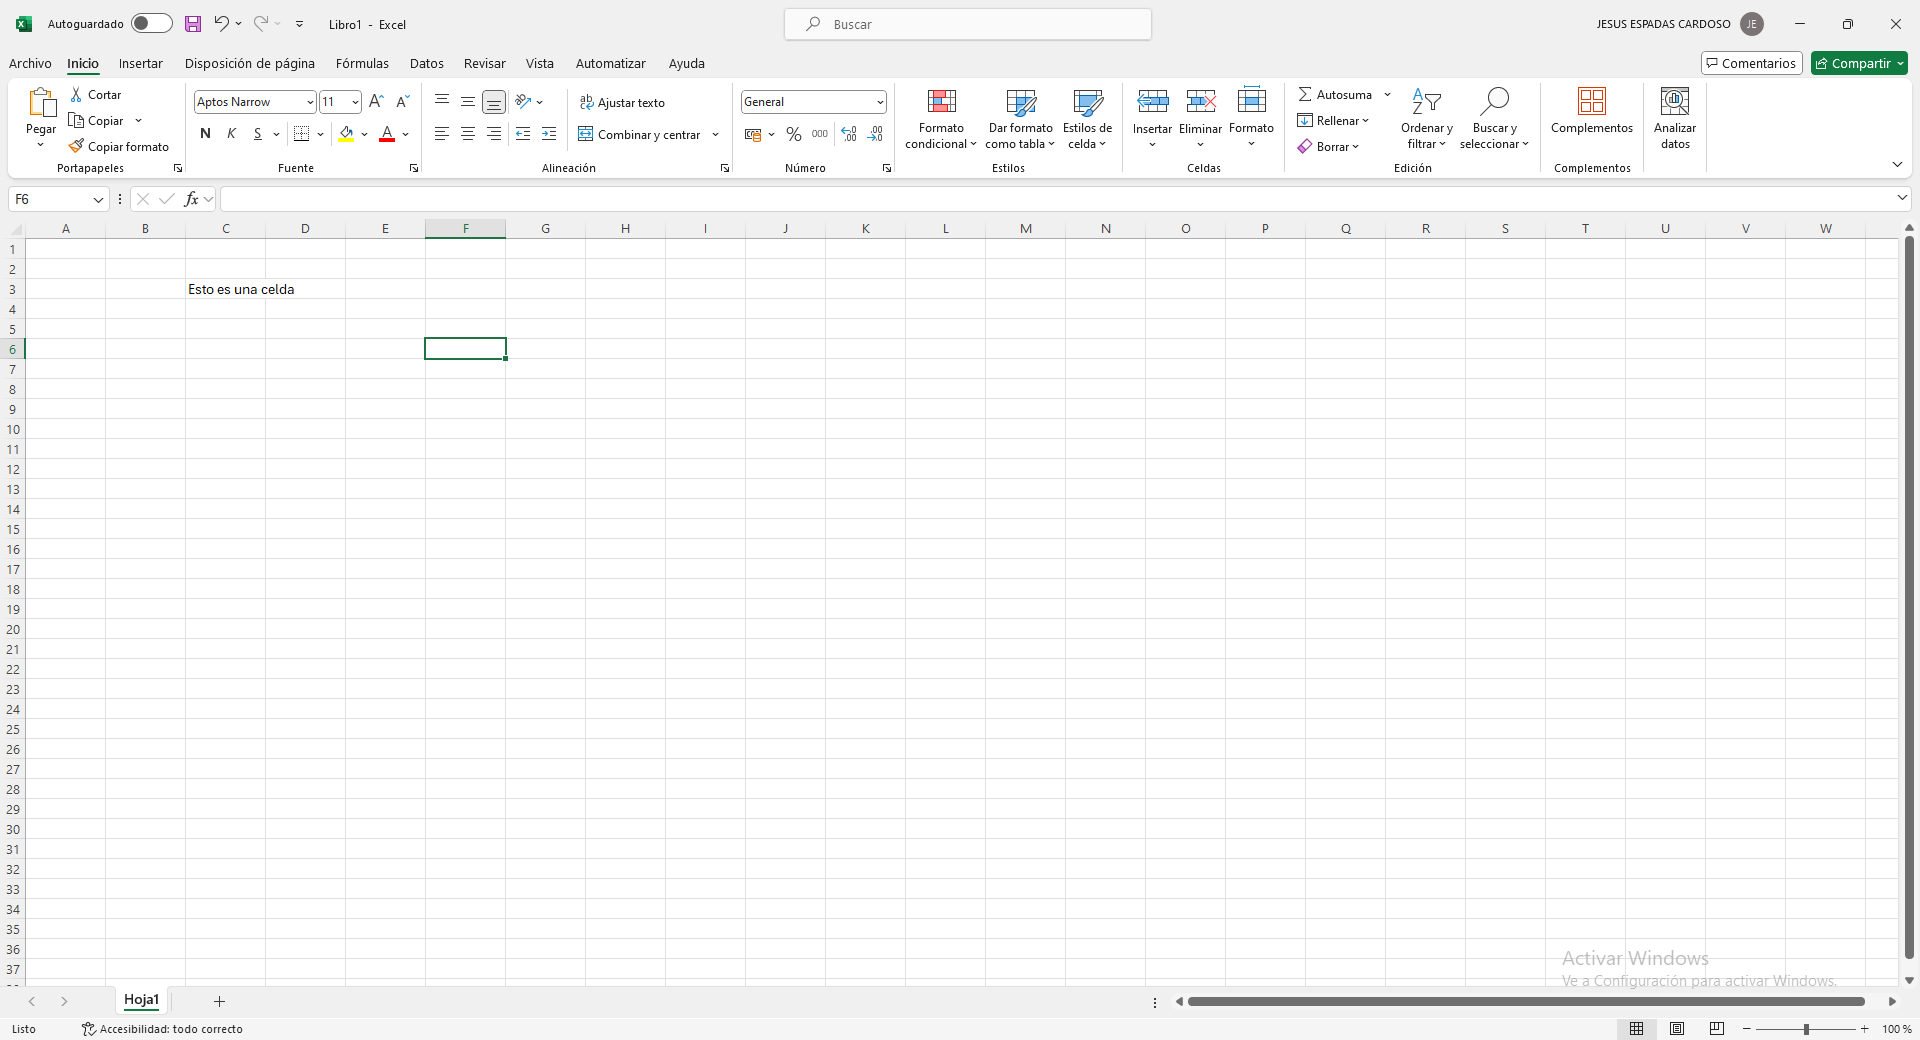 Autoguardado
Libro1 - Excel
Buscar
JESUS ESPADAS CARDOSO
JE
Archivo Inicio Insertar Disposición de página Fórmulas Datos Revisar Vista Automatizar Ayuda
Comentarios Compartir
Pegar
Cortar
Copiar
Copiar formato
Portapapeles
Aptos Narrow 11
N K S
Fuente
Ajustar texto
Combinar y centrar
Alineación
General
% 000
Número
Formato condicional
Dar formato como tabla
Estilos de celda
Estilos
Insertar Eliminar Formato
Celdas
Autosuma
Rellenar
Borrar
Ordenar y filtrar
Buscar y seleccionar
Edición
Complementos
Complementos
Analizar datos
F6
fx
A B C D E F G H I J K L M N O P Q R S T U V W
1
2
3 Esto es una celda
4
5
6
7
8
9
10
11
12
13
14
15
16
17
18
19
20
21
22
23
24
25
26
27
28
29
30
31
32
33
34
35
36
37
Activar Windows
Ve a Configuración para activar Windows.
Hoja1
Listo
Accesibilidad: todo correcto
100 %